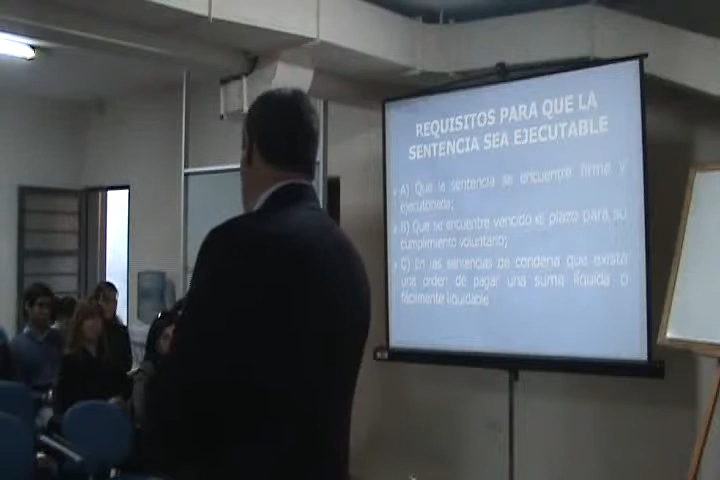 REQUISITOS PARA QUE LA
SENTENCIA SEA EJECUTABLE
A) Que la sentencia se encuentre firme y
ejecutoriada;
B) Que se encuentre vencido el plazo para su
cumplimiento voluntario;
C) En las sentencias de condena que exista
una orden de pagar una suma líquida o
fácilmente liquidable